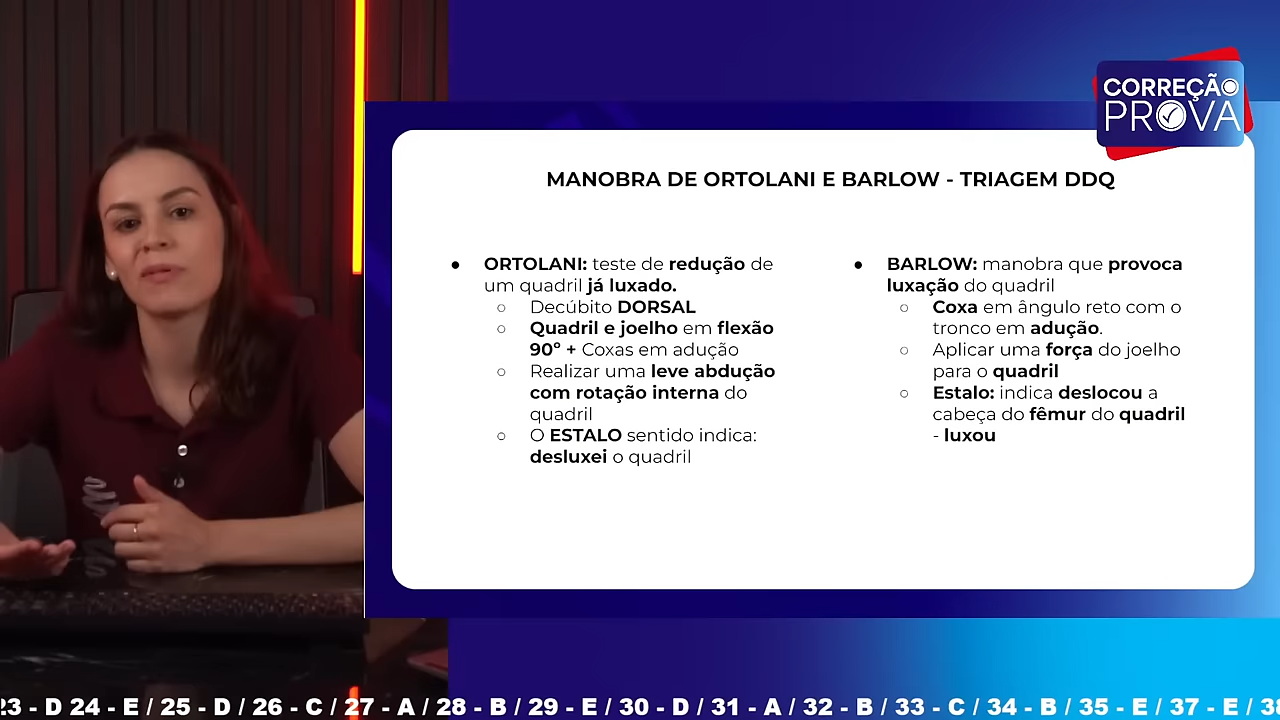 CORREÇÃO
PROVA
MANOBRA DE ORTOLANI E BARLOW - TRIAGEM DDQ
● ORTOLANI: teste de redução de
um quadril já luxado.
○ Decúbito DORSAL
○ Quadril e joelho em flexão
90º + Coxas em adução
○ Realizar uma leve abdução
com rotação interna do
quadril
○ O ESTALO sentido indica:
desluxei o quadril
● BARLOW: manobra que provoca
luxação do quadril
○ Coxa em ângulo reto com o
tronco em adução.
○ Aplicar uma força do joelho
para o quadril
○ Estalo: indica deslocou a
cabeça do fêmur do quadril
- luxou
23 - D 24 - E / 25 - D / 26 - C / 27 - A / 28 - B / 29 - E / 30 - D / 31 - A / 32 - B / 33 - C / 34 - B / 35 - E / 37 - E /